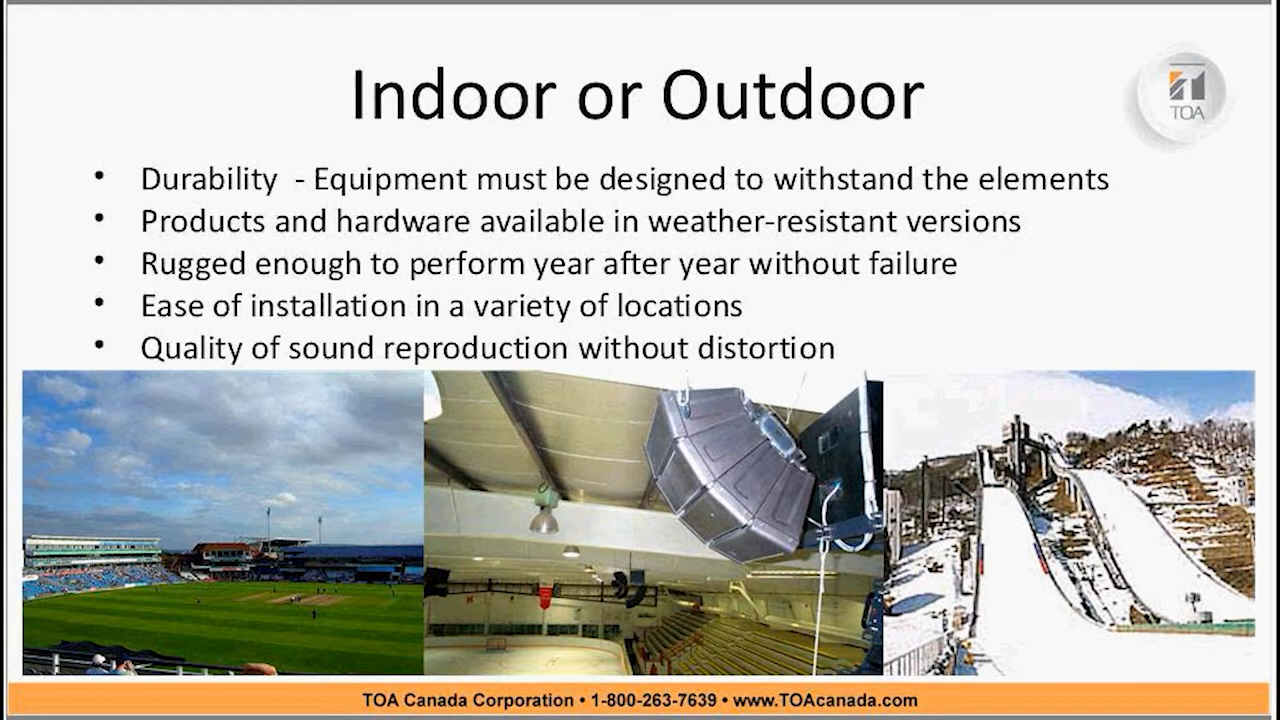 Indoor or Outdoor
TOA
• Durability - Equipment must be designed to withstand the elements
• Products and hardware available in weather-resistant versions
• Rugged enough to perform year after year without failure
• Ease of installation in a variety of locations
• Quality of sound reproduction without distortion
TOA Canada Corporation • 1-800-263-7639 • www.TOAcanada.com